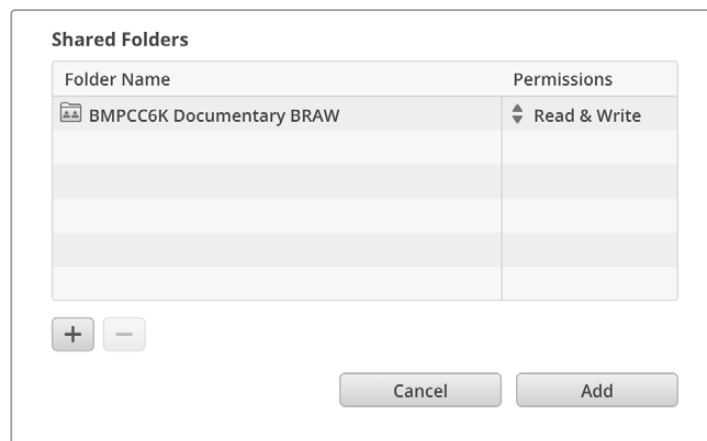 Shared Folders
Folder Name Permissions
BMPCC6K Documentary BRAW Read & Write
Cancel Add